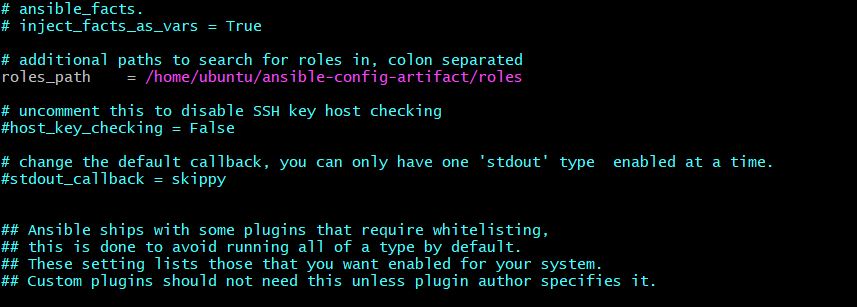 # ansible_facts.
# inject_facts_as_vars = True
# additional paths to search for roles in, colon separated
roles_path    = /home/ubuntu/ansible-config-artifact/roles
# uncomment this to disable SSH key host checking
#host_key_checking = False
# change the default callback, you can only have one 'stdout' type  enabled at a time.
#stdout_callback = skippy
## Ansible ships with some plugins that require whitelisting,
## this is done to avoid running all of a type by default.
## These setting lists those that you want enabled for your system.
## Custom plugins should not need this unless plugin author specifies it.